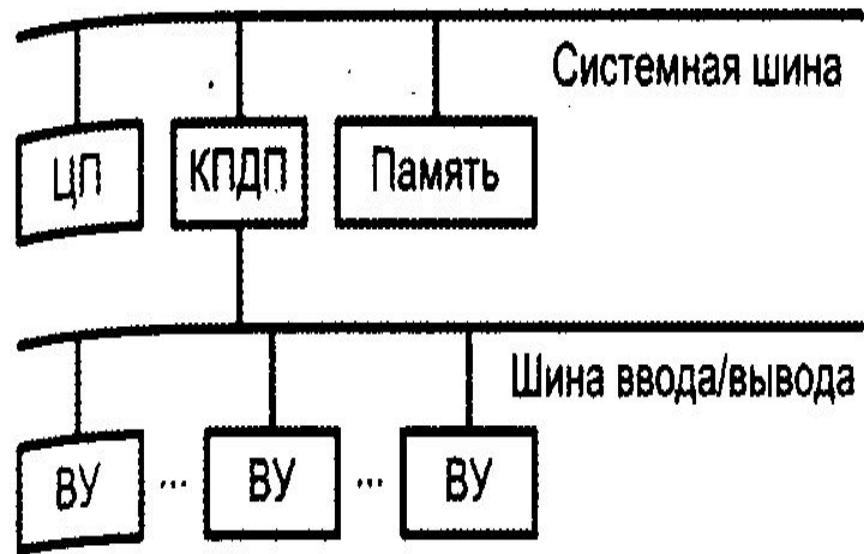 Системная шина
ЦП
КПДП
Память
Шина ввода/вывода
ВУ ... ВУ ... ВУ